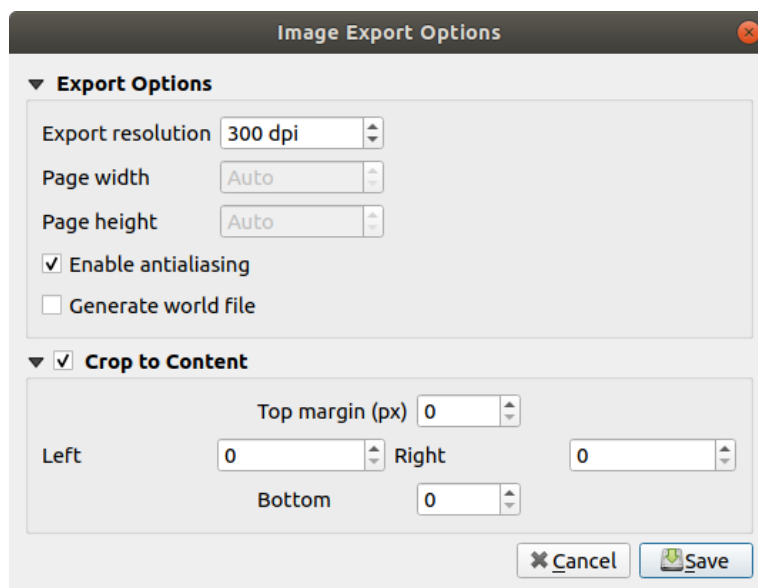 Image Export Options
Export Options
Export resolution 300 dpi
Page width Auto
Page height Auto
Enable antialiasing
Generate world file
Crop to Content
Top margin (px) 0
Left 0 Right 0
Bottom 0
Cancel Save